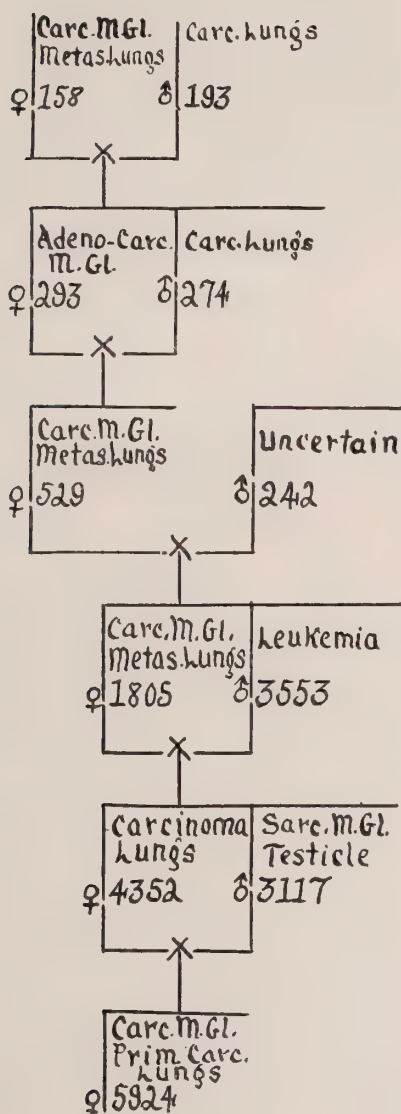 Carc. M. Gl.
Metas. Lungs
♀ 158
Carc. Lungs
♂ 193
Adeno-Carc.
M. Gl.
♀ 293
Carc. Lungs
♂ 274
Carc. M. Gl.
Metas. Lungs
♀ 529
Uncertain
♂ 242
Carc. M. Gl.
Metas. Lungs
♀ 1805
Leukemia
♂ 3553
Carcinoma
Lungs
♀ 4352
Sarc. M. Gl.
Testicle
♂ 3117
Carc. M. Gl.
Prim. Carc.
Lungs
♀ 5924